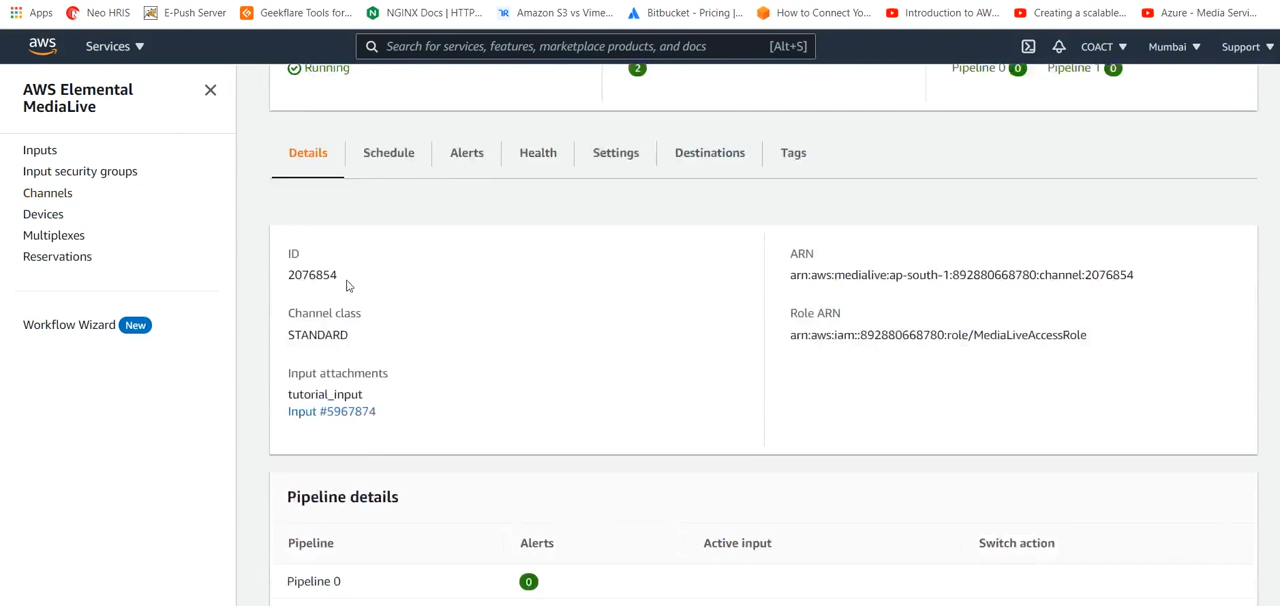 Apps Neo HRIS E-Push Server Geekflare Tools for... NGINX Docs | HTTP... Amazon S3 vs Vime... Bitbucket - Pricing |... How to Connect Yo... Introduction to AW... Creating a scalable... Azure - Media Servi...
aws Services Search for services, features, marketplace products, and docs [Alt+S] COACT Mumbai Support
Running 2 Pipeline 0 0 Pipeline 1 0
AWS Elemental
MediaLive
Inputs
Input security groups
Channels
Devices
Multiplexes
Reservations
Workflow Wizard New
Details Schedule Alerts Health Settings Destinations Tags
ID
2076854
Channel class
STANDARD
Input attachments
tutorial_input
Input #5967874
ARN
arn:aws:medialive:ap-south-1:892880668780:channel:2076854
Role ARN
arn:aws:iam::892880668780:role/MediaLiveAccessRole
Pipeline details
Pipeline Alerts Active input Switch action
Pipeline 0 0